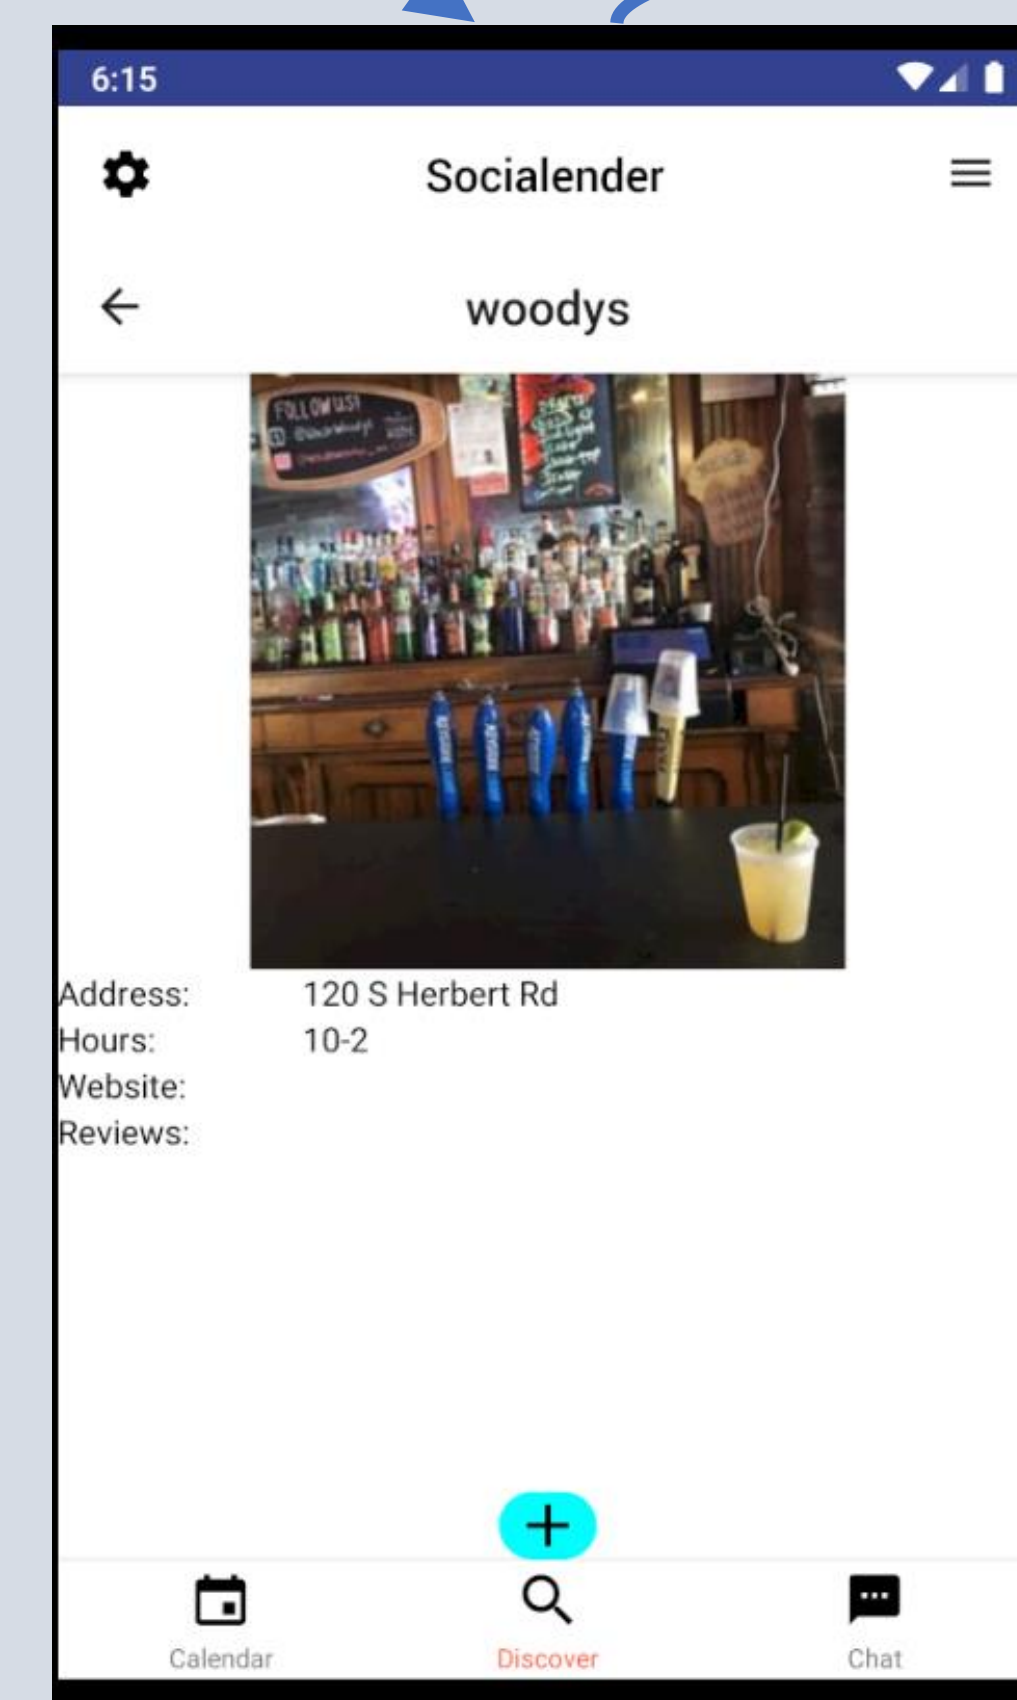 6:15
Socialender
woodys
FOLLOW US!
Address: 120 S Herbert Rd
Hours: 10-2
Website:
Reviews:
Calendar Discover Chat